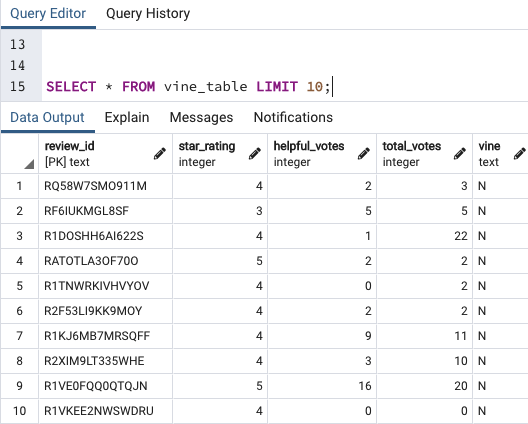 Query Editor Query History
13
14
15 SELECT * FROM vine_table LIMIT 10;
Data Output Explain Messages Notifications
review_id star_rating helpful_votes total_votes vine
[PK] text integer integer integer text
1 RQ58W7SMO911M 4 2 3 N
2 RF6IUKMGL8SF 3 5 5 N
3 R1DOSHH6AI622S 4 1 22 N
4 RATOTLA3OF70O 5 2 2 N
5 R1TNWRKIVHVYOV 4 0 2 N
6 R2F53LI9KK9MOY 4 2 2 N
7 R1KJ6MB7MRSQFF 4 9 11 N
8 R2XIM9LT335WHE 4 3 10 N
9 R1VE0FQQ0QTQJN 5 16 20 N
10 R1VKEE2NWSWDRU 4 0 0 N